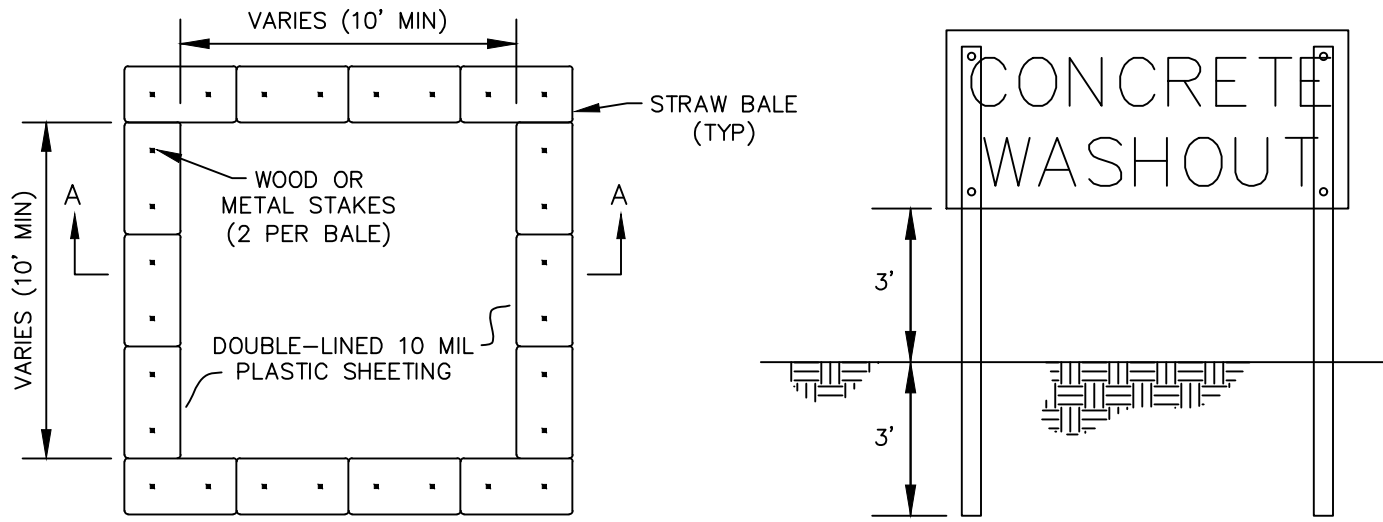 VARIES (10' MIN)
STRAW BALE
(TYP)
WOOD OR
METAL STAKES
(2 PER BALE)
A
A
VARIES (10' MIN)
DOUBLE-LINED 10 MIL
PLASTIC SHEETING
CONCRETE
WASHOUT
3'
3'